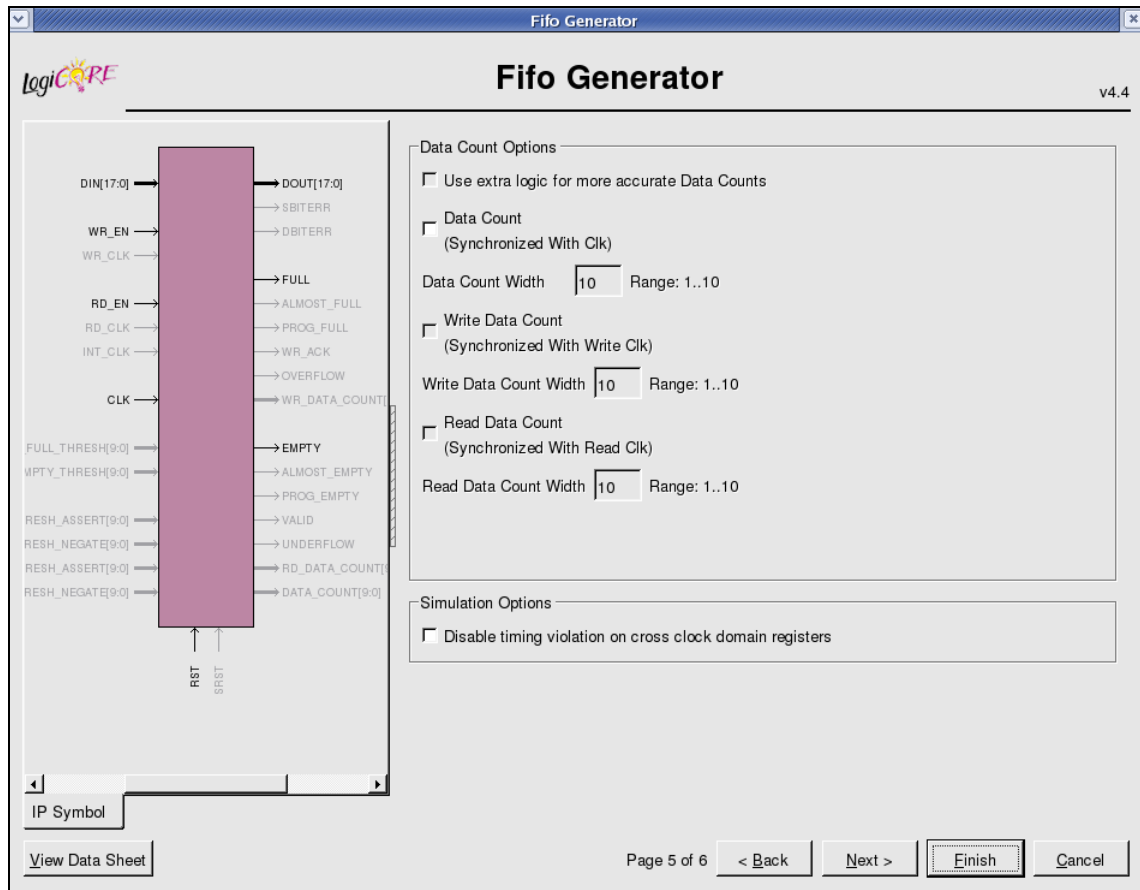 Fifo Generator
LogiCORE
Fifo Generator
v4.4
DIN[17:0]
WR_EN
WR_CLK
RD_EN
RD_CLK
INT_CLK
CLK
_FULL_THRESH[9:0]
MPTY_THRESH[9:0]
RESH_ASSERT[9:0]
RESH_NEGATE[9:0]
RESH_ASSERT[9:0]
RESH_NEGATE[9:0]
DOUT[17:0]
SBITERR
DBITERR
FULL
ALMOST_FULL
PROG_FULL
WR_ACK
OVERFLOW
WR_DATA_COUNT[
EMPTY
ALMOST_EMPTY
PROG_EMPTY
VALID
UNDERFLOW
RD_DATA_COUNT[9
DATA_COUNT[9:0]
RST
SRST
IP Symbol
Data Count Options
Use extra logic for more accurate Data Counts
Data Count
(Synchronized With Clk)
Data Count Width 10 Range: 1..10
Write Data Count
(Synchronized With Write Clk)
Write Data Count Width 10 Range: 1..10
Read Data Count
(Synchronized With Read Clk)
Read Data Count Width 10 Range: 1..10
Simulation Options
Disable timing violation on cross clock domain registers
View Data Sheet Page 5 of 6 < Back Next > Finish Cancel